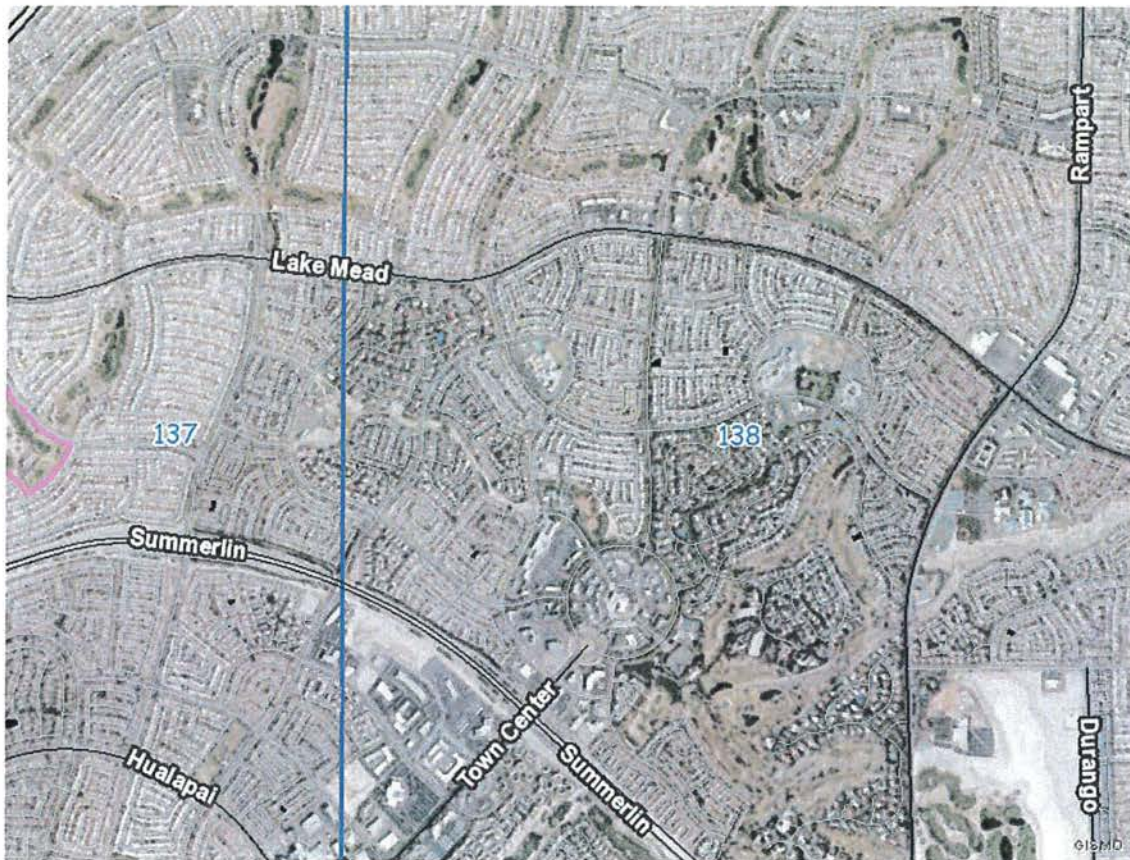 Rampart
Lake Mead
137
138
Summerlin
Town Center
Summerlin
Hualapai
Durango
GISMO